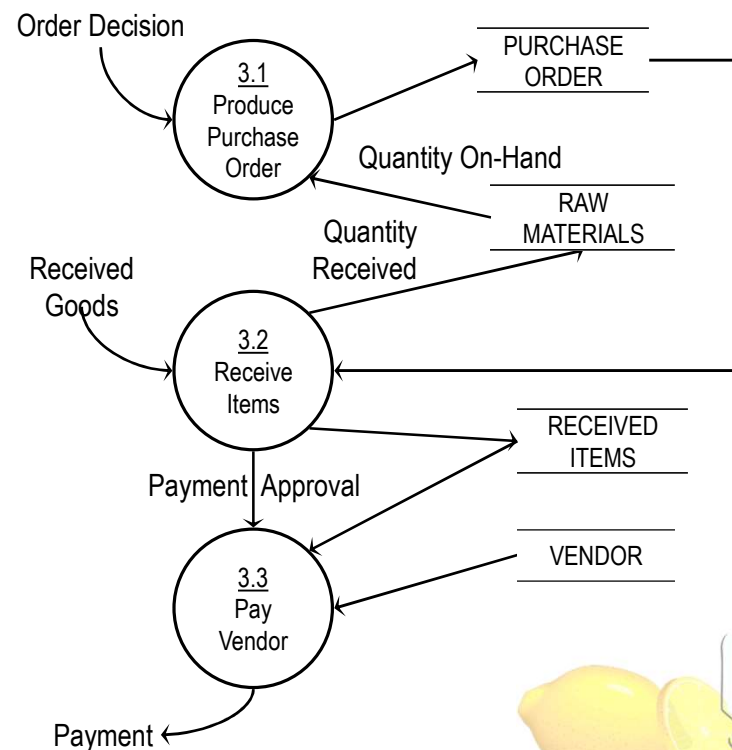 Order Decision
PURCHASE
ORDER
3.1
Produce
Purchase
Order
Quantity On-Hand
RAW
MATERIALS
Quantity
Received
Received
Goods
3.2
Receive
Items
RECEIVED
ITEMS
Payment Approval
VENDOR
3.3
Pay
Vendor
Payment